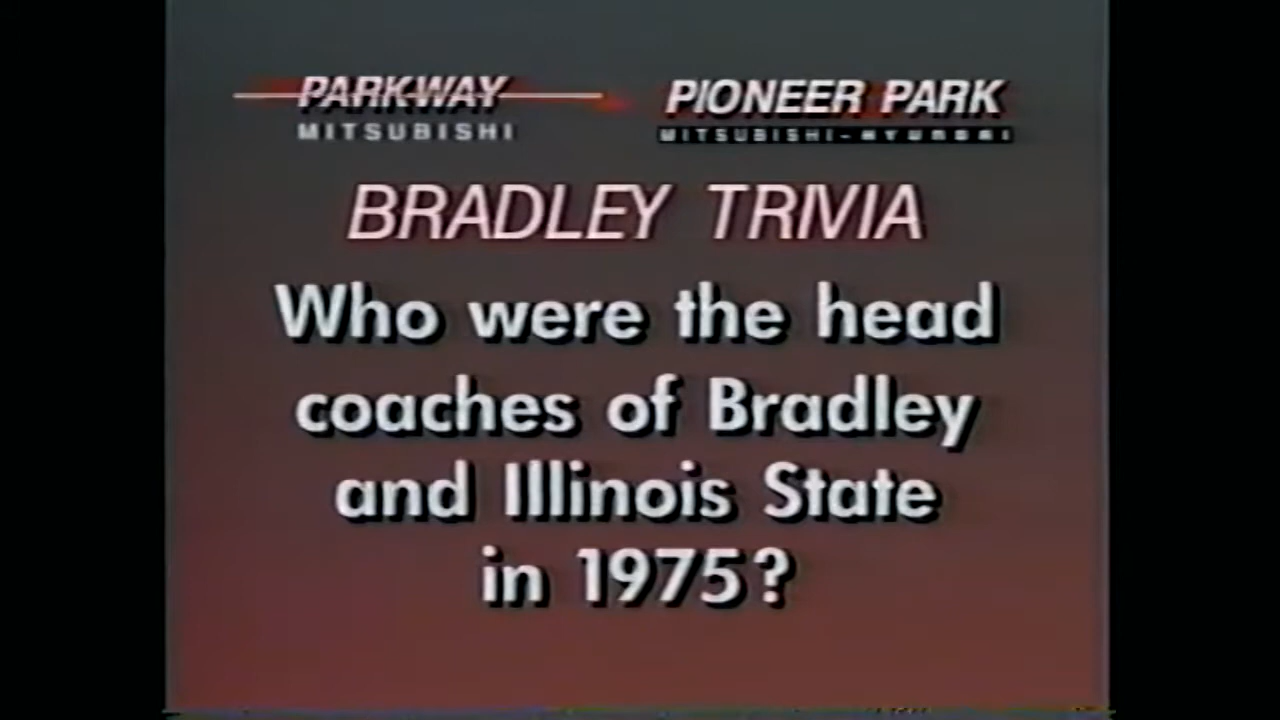 PARKWAY
MITSUBISHI
PIONEER PARK
MITSUBISHI-HYUNDAI
BRADLEY TRIVIA
Who were the head
coaches of Bradley
and Illinois State
in 1975?